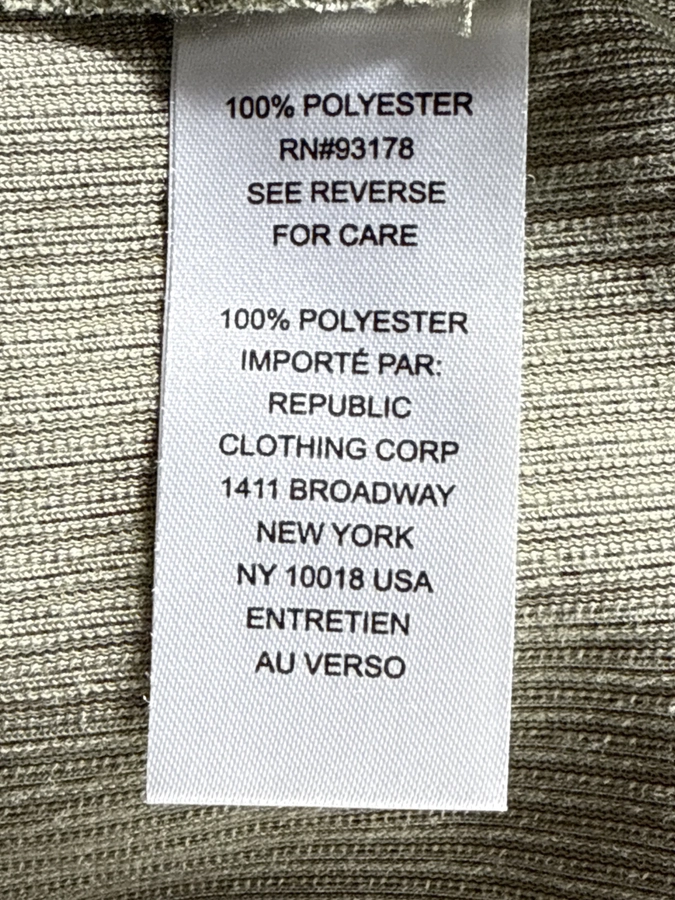 100% POLYESTER
RN#93178
SEE REVERSE
FOR CARE
100% POLYESTER
IMPORTÉ PAR:
REPUBLIC
CLOTHING CORP
1411 BROADWAY
NEW YORK
NY 10018 USA
ENTRETIEN
AU VERSO